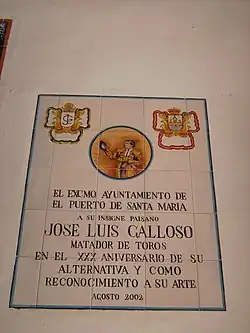 EL EXCMO AYUNTAMIENTO DE
EL PUERTO DE SANTA MARIA
A SU INSIGNE PAISANO
JOSE LUIS GALLOSO
MATADOR DE TOROS
EN EL XXX ANIVERSARIO DE SU
ALTERNATIVA Y COMO
RECONOCIMIENTO A SU ARTE
AGOSTO 2002